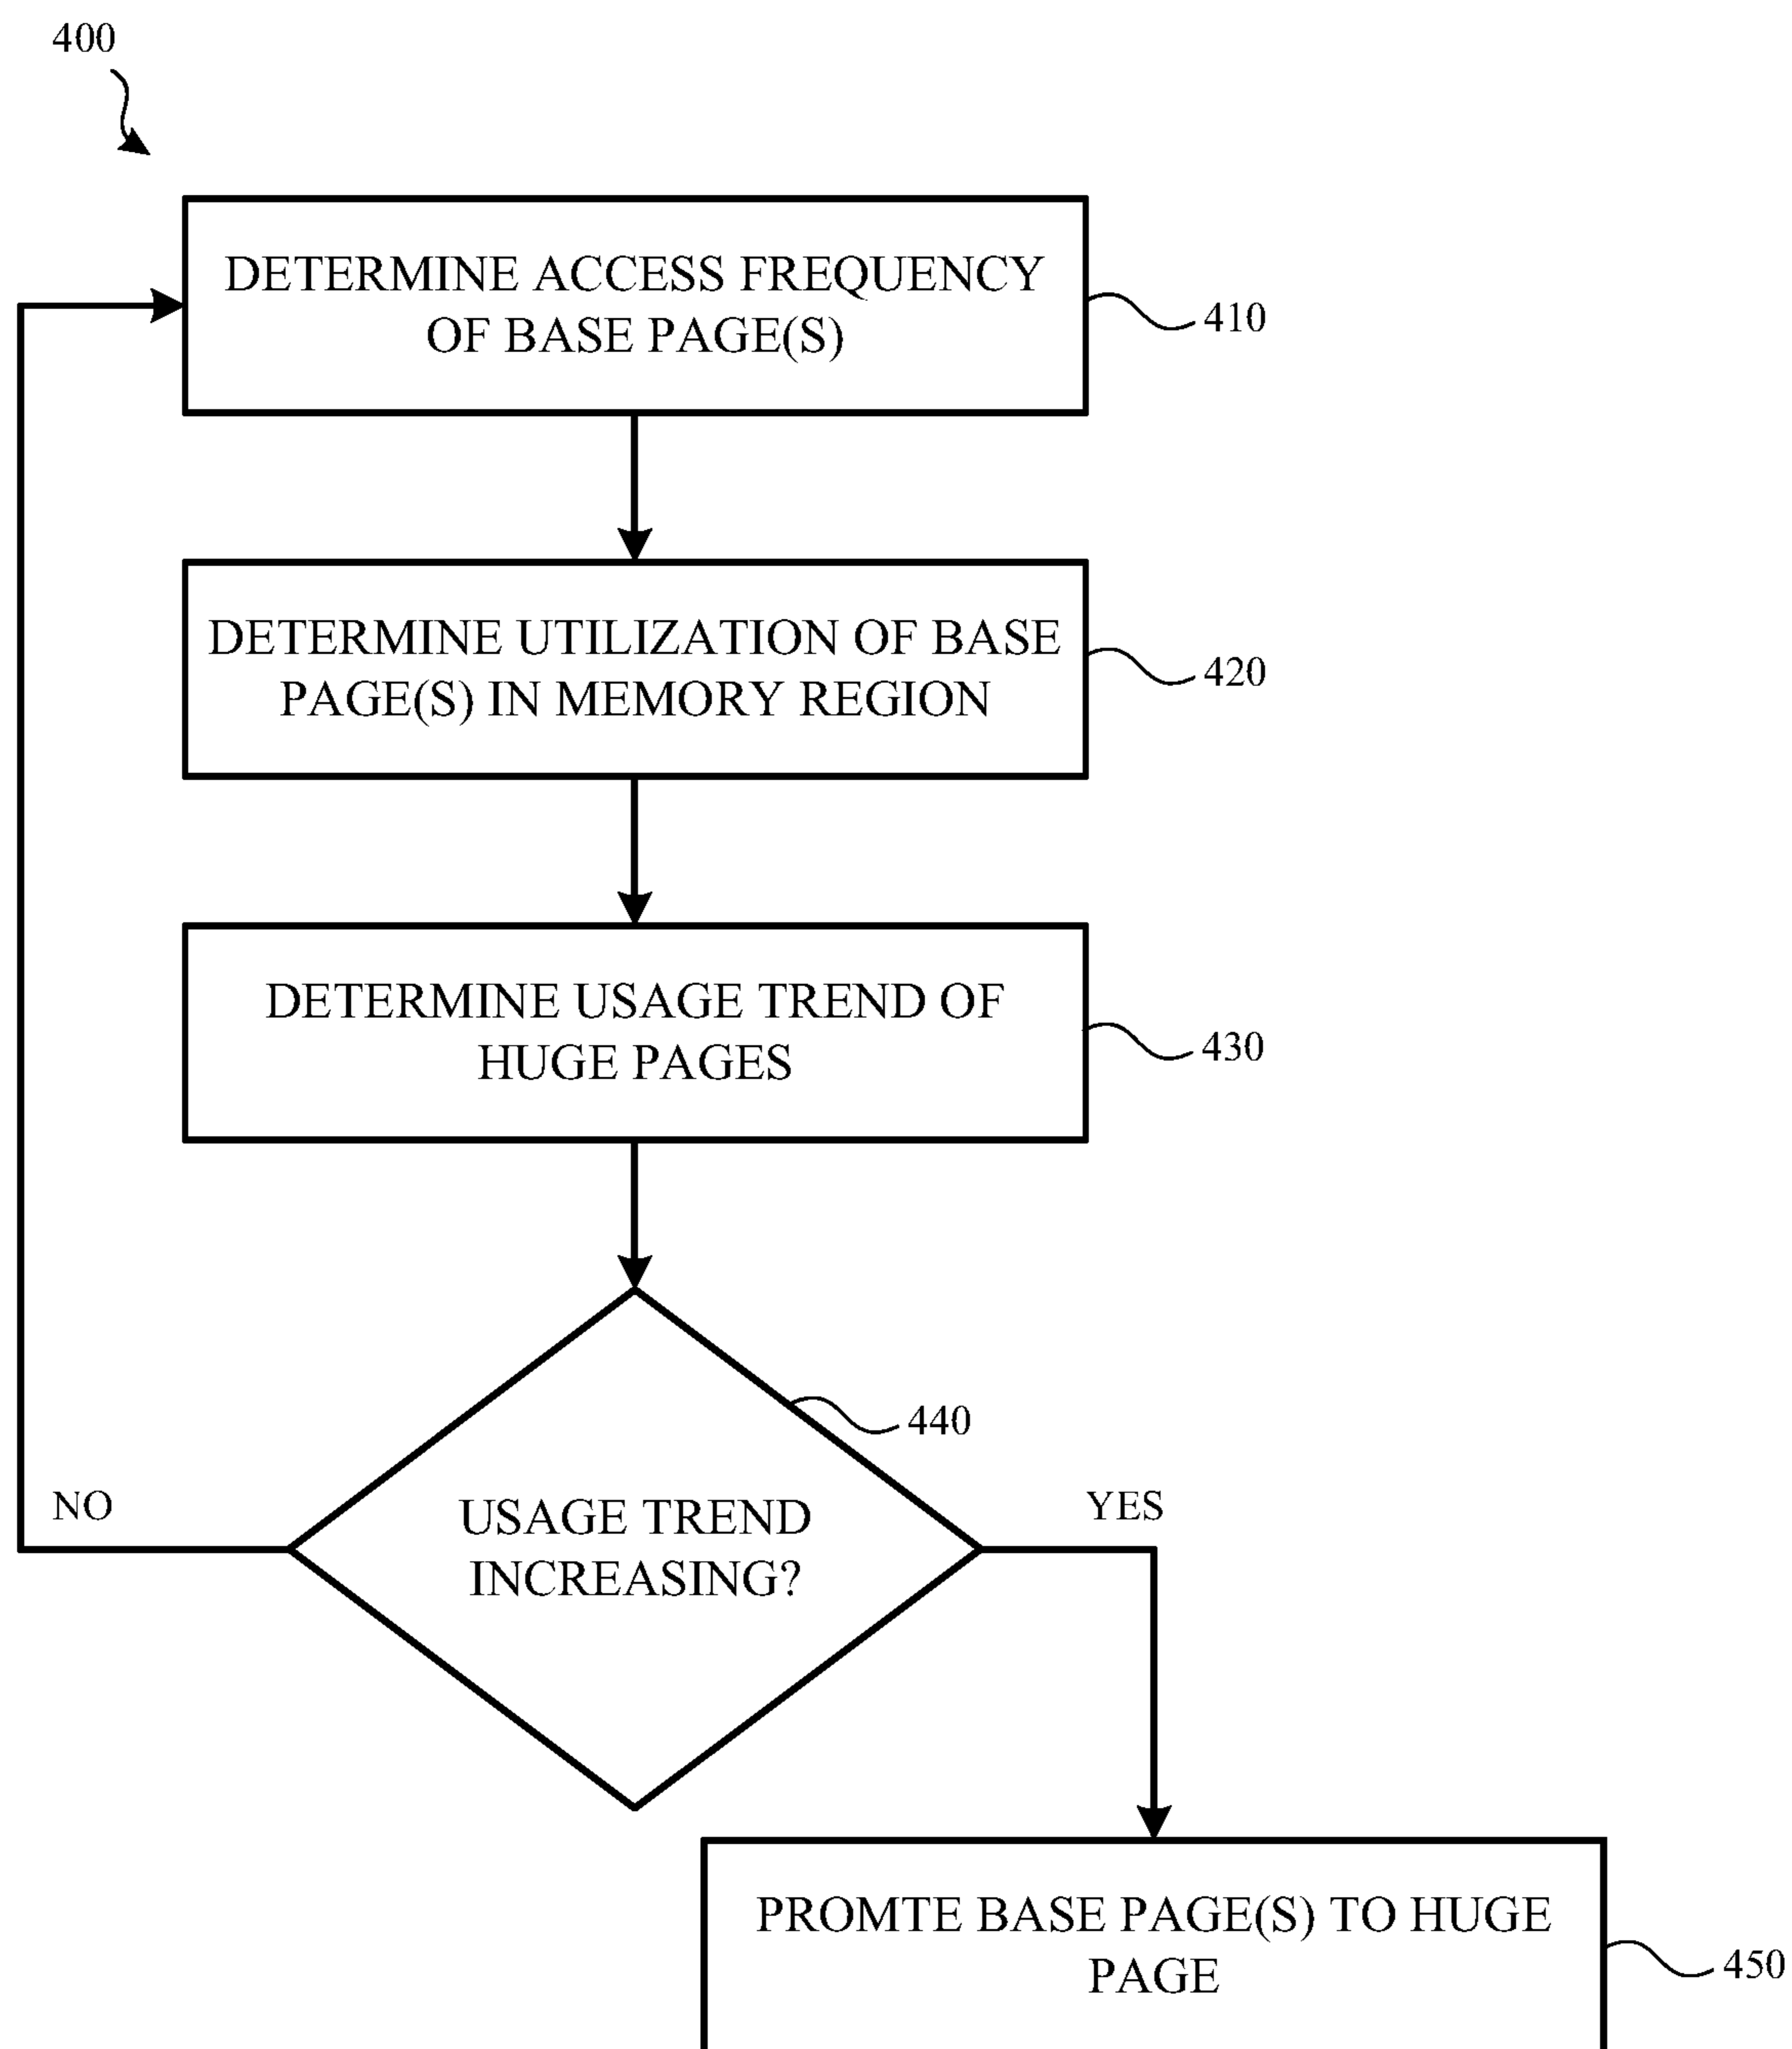 400
DETERMINE ACCESS FREQUENCY
OF BASE PAGE(S)
410
DETERMINE UTILIZATION OF BASE
PAGE(S) IN MEMORY REGION
420
DETERMINE USAGE TREND OF
HUGE PAGES
430
440
NO
USAGE TREND
INCREASING?
YES
PROMTE BASE PAGE(S) TO HUGE
PAGE
450